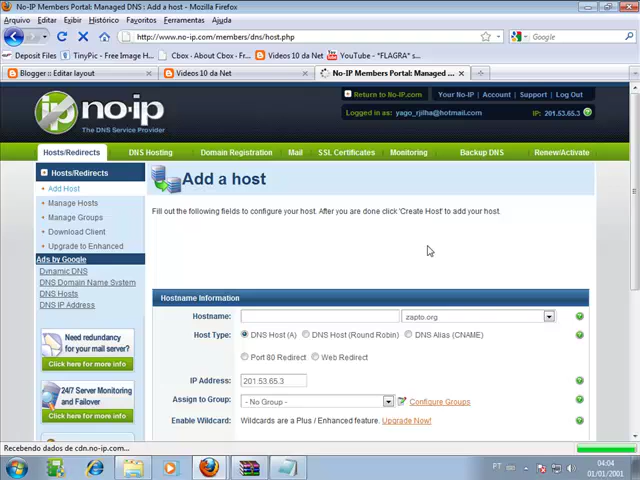 No-IP Members Portal: Managed DNS : Add a host - Mozilla Firefox
Arquivo Editar Exibir Histórico Favoritos Ferramentas Ajuda
http://www.no-ip.com/members/dns/host.php
Google
Deposit Files TinyPic - Free Image H... Cbox - About Cbox - Fr... Videos 10 da Net YouTube - "FLAGRA" ...
Blogger :: Editar layout
Videos 10 da Net
No-IP Members Portal: Managed ...
Return to No-IP.com Your No-IP | Account | Support | Log Out
Logged in as: yago_rjilha@hotmail.com IP: 201.53.65.3
no-ip
The DNS Service Provider
Hosts/Redirects DNS Hosting Domain Registration Mail SSL Certificates Monitoring Backup DNS Renew/Activate
Hosts/Redirects
Add Host
Manage Hosts
Manage Groups
Download Client
Upgrade to Enhanced
Ads by Google
Dynamic DNS
DNS Domain Name System
DNS Hosts
DNS IP Address
Need redundancy for your mail server?
Click here for more info
24/7 Server Monitoring and Failover
Click here for more info
Add a host
Fill out the following fields to configure your host. After you are done click 'Create Host' to add your host.
Hostname Information
Hostname: zapto.org
Host Type: DNS Host (A) DNS Host (Round Robin) DNS Alias (CNAME)
Port 80 Redirect Web Redirect
IP Address: 201.53.65.3
Assign to Group: - No Group - Configure Groups
Enable Wildcard: Wildcards are a Plus / Enhanced feature. Upgrade Now!
Recebendo dados de cdn.no-ip.com...
PT
04:04
01/01/2001